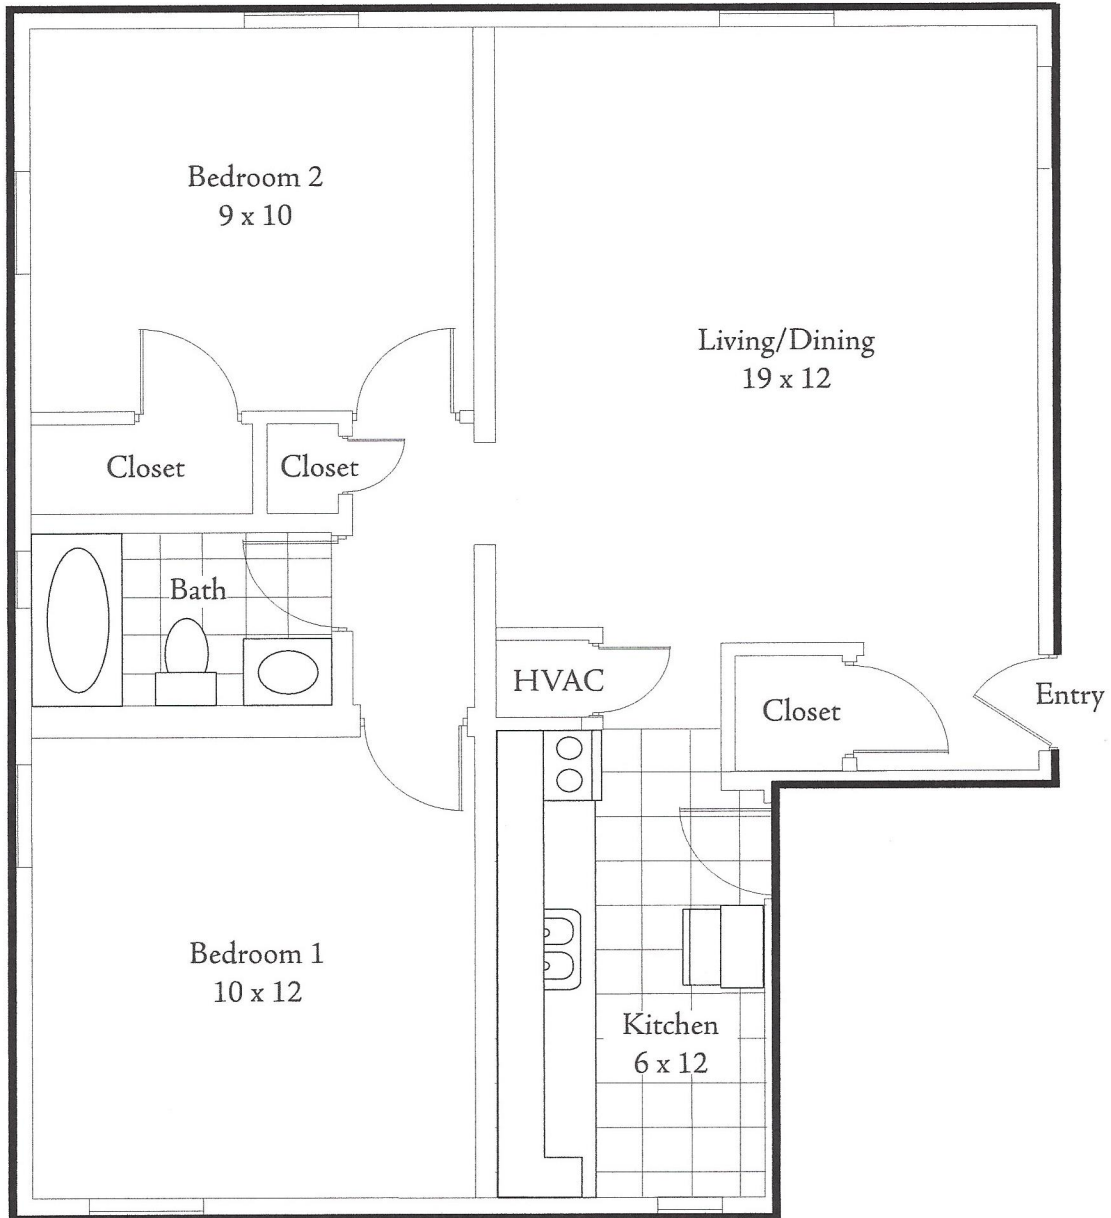 Bedroom 2
9 x 10
Living/Dining
19 x 12
Closet
Closet
Bath
HVAC
Closet
Entry
Bedroom 1
10 x 12
Kitchen
6 x 12